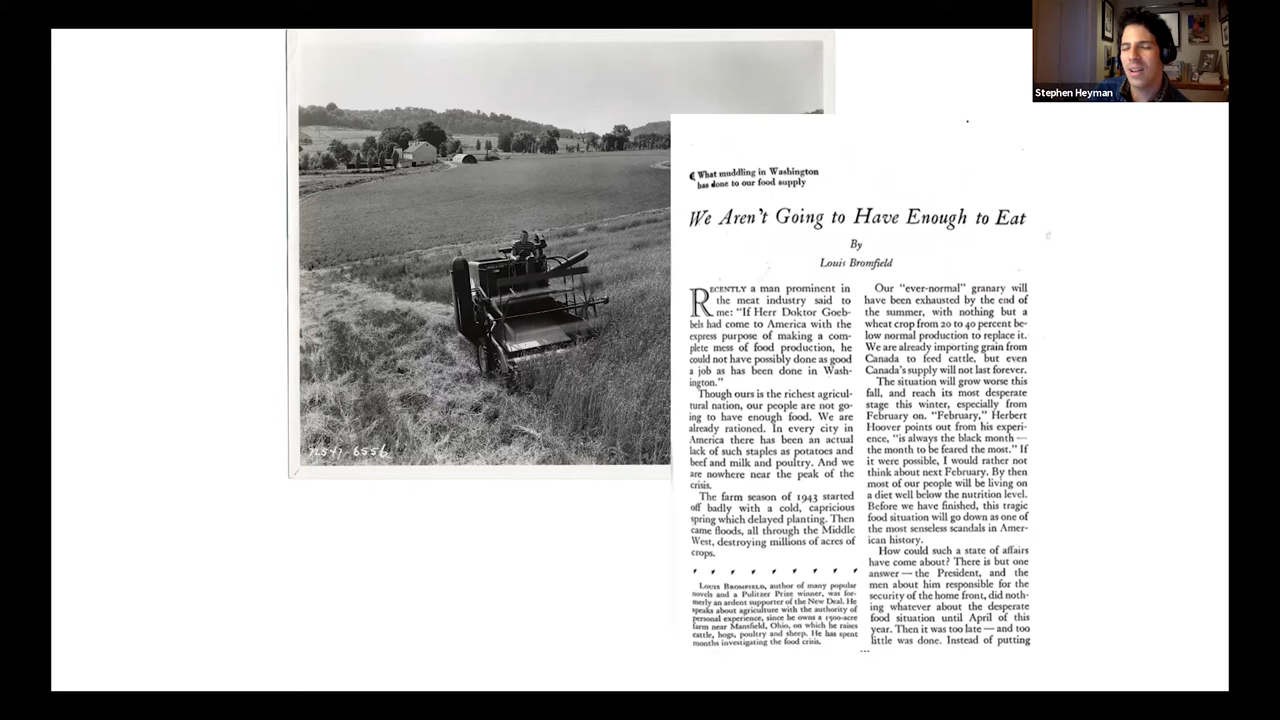 Stephen Heyman
What muddling in Washington
has done to our food supply
We Aren't Going to Have Enough to Eat
By
Louis Bromfield
RECENTLY a man prominent in
the meat industry said to
me: "If Herr Doktor Goeb-
bels had come to America with the
express purpose of making a com-
plete mess of food production, he
could not have possibly done as good
a job as has been done in Wash-
ington."
Though ours is the richest agricul-
tural nation, our people are not go-
ing to have enough food. We are
already rationed. In every city in
America there has been an actual
lack of such staples as potatoes and
beef and milk and poultry. And we
are nowhere near the peak of the
crisis.
The farm season of 1943 started
off badly with a cold, capricious
spring which delayed planting. Then
came floods, all through the Middle
West, destroying millions of acres of
crops.
LOUIS BROMFIELD, author of many popular
novels and a Pulitzer Prize winner, was for-
merly an ardent supporter of the New Deal. He
speaks about agriculture with the authority of
personal experience, since he owns a 1500-acre
farm near Mansfield, Ohio, on which he raises
cattle, hogs, poultry and sheep. He has spent
months investigating the food crisis.
Our "ever-normal" granary will
have been exhausted by the end of
the summer, with nothing but a
wheat crop from 20 to 40 percent be-
low normal production to replace it.
We are already importing grain from
Canada to feed cattle, but even
Canada's supply will not last forever.
The situation will grow worse this
fall, and reach its most desperate
stage this winter, especially from
February on. "February," Herbert
Hoover points out from his experi-
ence, "is always the black month —
the month to be feared the most." If
it were possible, I would rather not
think about next February. By then
most of our people will be living on
a diet well below the nutrition level.
Before we have finished, this tragic
food situation will go down as one of
the most senseless scandals in Amer-
ican history.
How could such a state of affairs
have come about? There is but one
answer — the President, and the
men about him responsible for the
security of the home front, did noth-
ing whatever about the desperate
food situation until April of this
year. Then it was too late — and too
little was done. Instead of putting